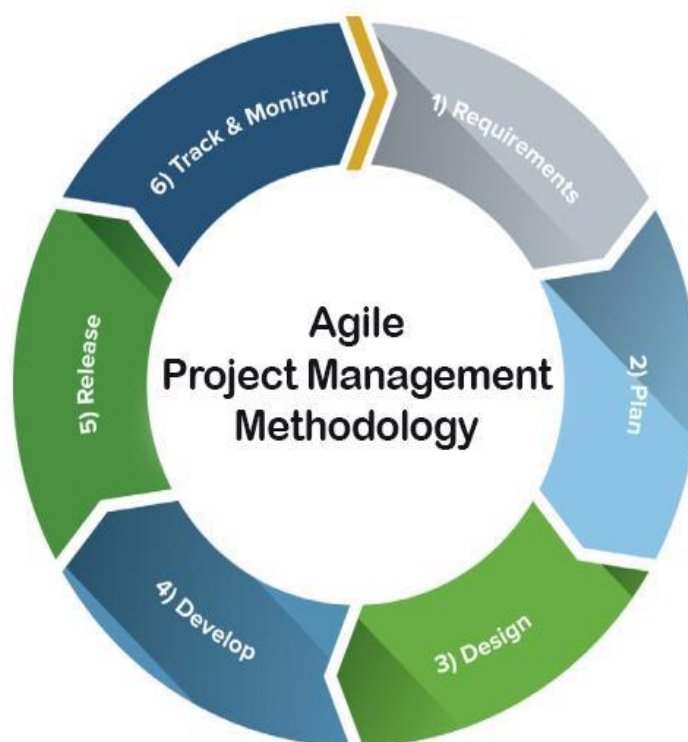 Agile
Project Management
Methodology
1) Requirements
2) Plan
3) Design
4) Develop
5) Release
6) Track & Monitor